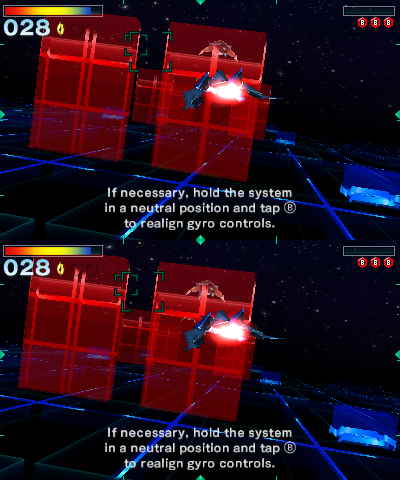 028
B B B
If necessary, hold the system
in a neutral position and tap Ⓑ
to realign gyro controls.
028
B B B
If necessary, hold the system
in a neutral position and tap Ⓑ
to realign gyro controls.